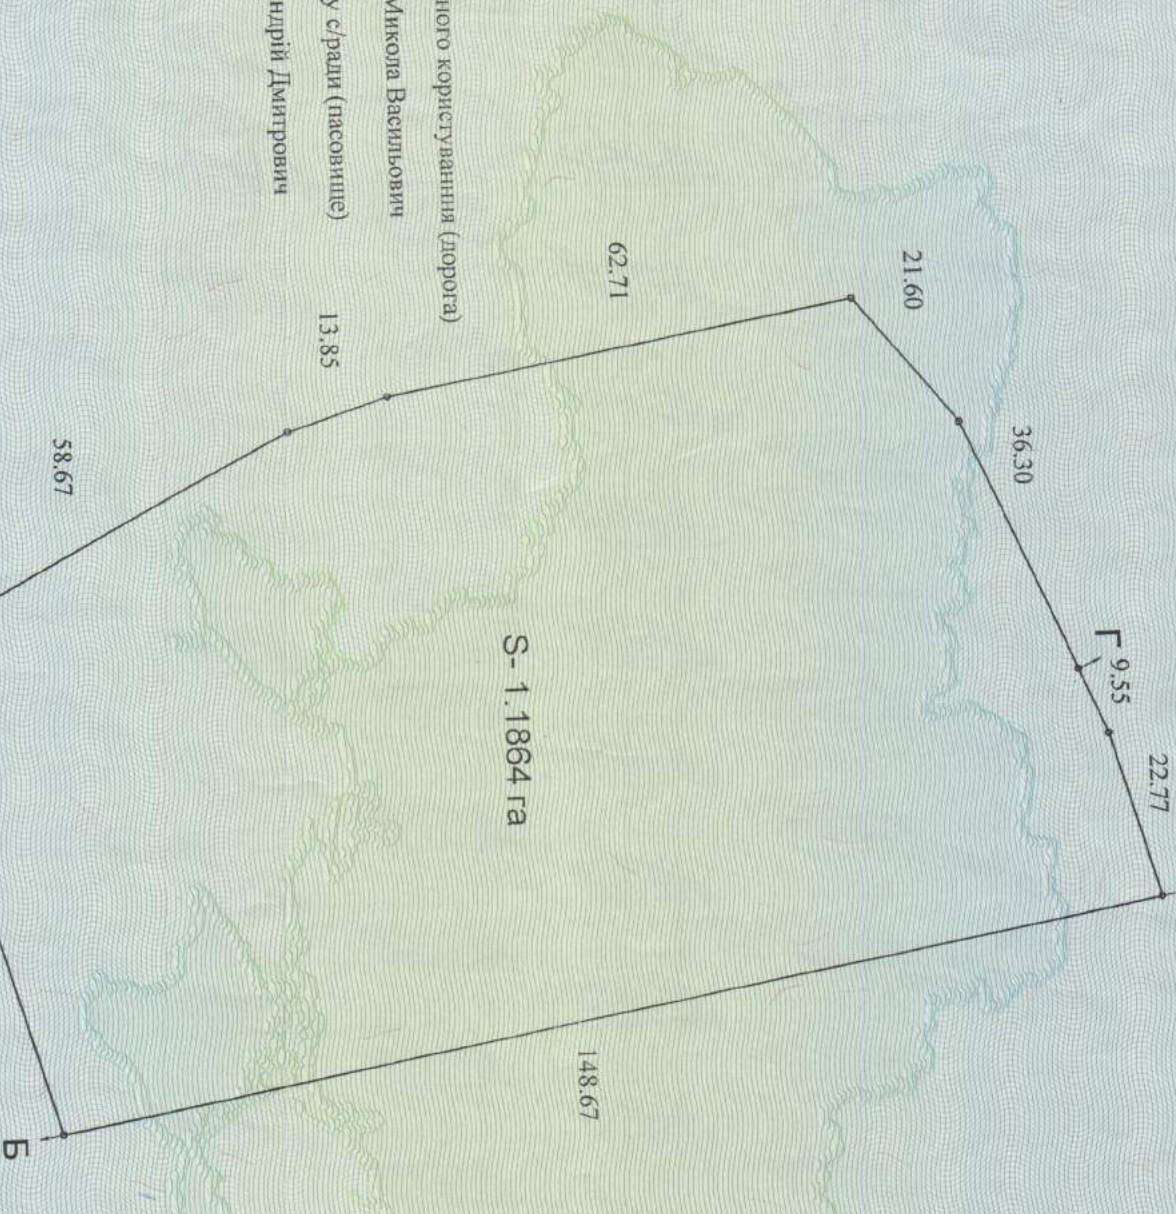 ного користування (дорога)
Микола Васильович
у с/ради (пасовище)
ндрій Дмитрович
22.77
Г 9.55
36.30
21.60
62.71
13.85
58.67
S- 1.1864 га
148.67
Б